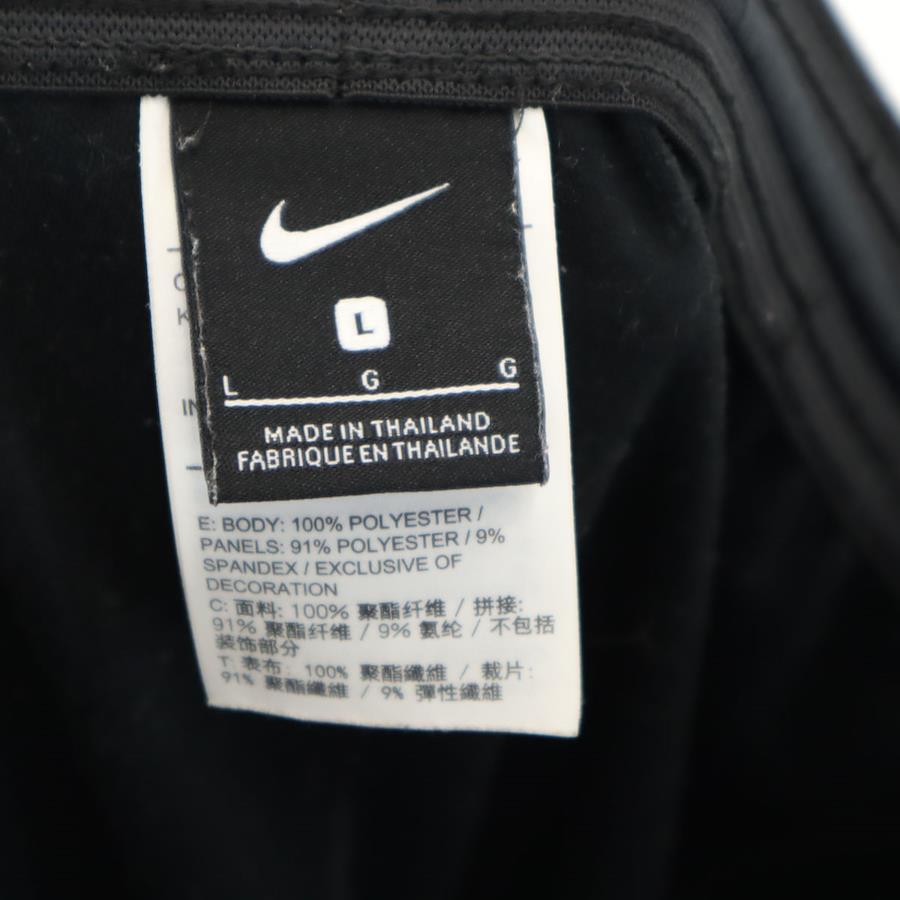 L
L G G
MADE IN THAILAND
FABRIQUE EN THAILANDE
E: BODY: 100% POLYESTER /
PANELS: 91% POLYESTER / 9%
SPANDEX / EXCLUSIVE OF
DECORATION
C: 面料: 100% 聚酯纤维 / 拼接:
91% 聚酯纤维 / 9% 氨纶 / 不包括
装饰部分
T: 表布: 100% 聚酯纖維 / 裁片:
91% 聚酯纖維 / 9% 彈性纖維